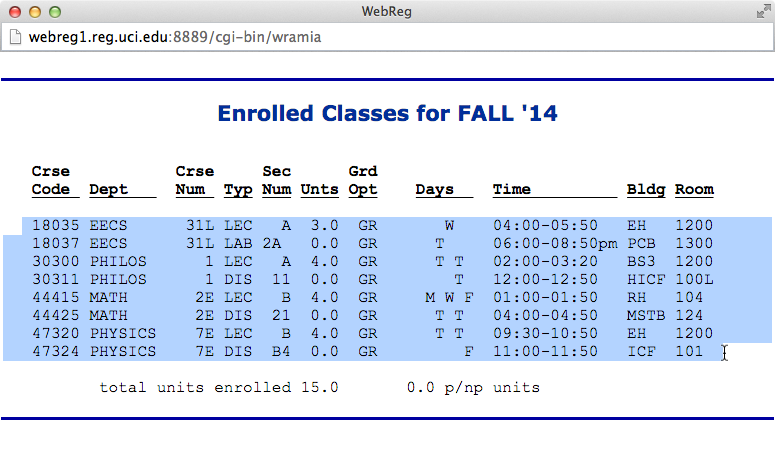 WebReg
webreg1.reg.uci.edu:8889/cgi-bin/wramia
Enrolled Classes for FALL '14
Crse Crse Sec Grd
Code Dept Num Typ Num Unts Opt Days Time Bldg Room
18035 EECS 31L LEC A 3.0 GR W 04:00-05:50 EH 1200
18037 EECS 31L LAB 2A 0.0 GR T 06:00-08:50pm PCB 1300
30300 PHILOS 1 LEC A 4.0 GR T T 02:00-03:20 BS3 1200
30311 PHILOS 1 DIS 11 0.0 GR T 12:00-12:50 HICF 100L
44415 MATH 2E LEC B 4.0 GR M W F 01:00-01:50 RH 104
44425 MATH 2E DIS 21 0.0 GR T T 04:00-04:50 MSTB 124
47320 PHYSICS 7E LEC B 4.0 GR T T 09:30-10:50 EH 1200
47324 PHYSICS 7E DIS B4 0.0 GR F 11:00-11:50 ICF 101
total units enrolled 15.0 0.0 p/np units